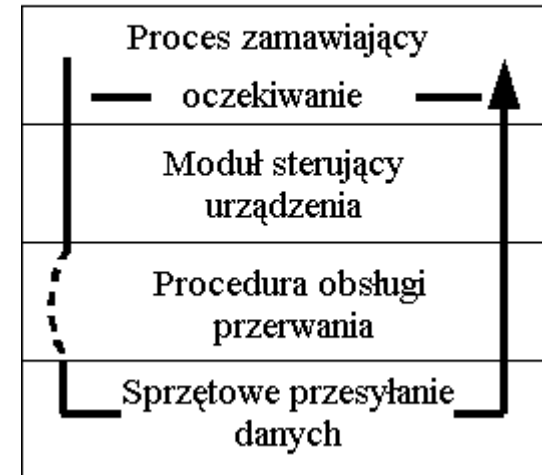 Proces zamawiający
oczekiwanie
Moduł sterujący
urządzenia
Procedura obsługi
przerwania
Sprzętowe przesyłanie
danych